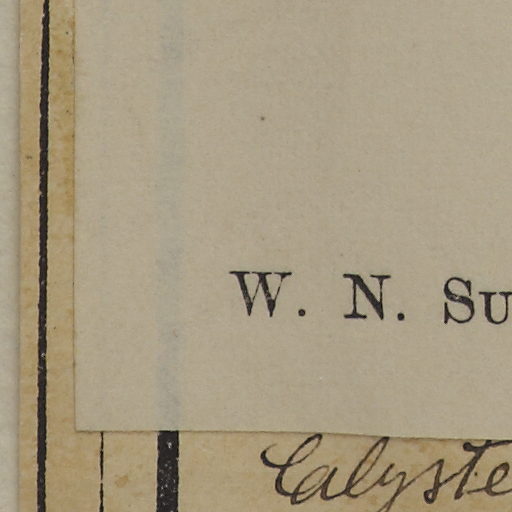 W. N. Su
Calyste